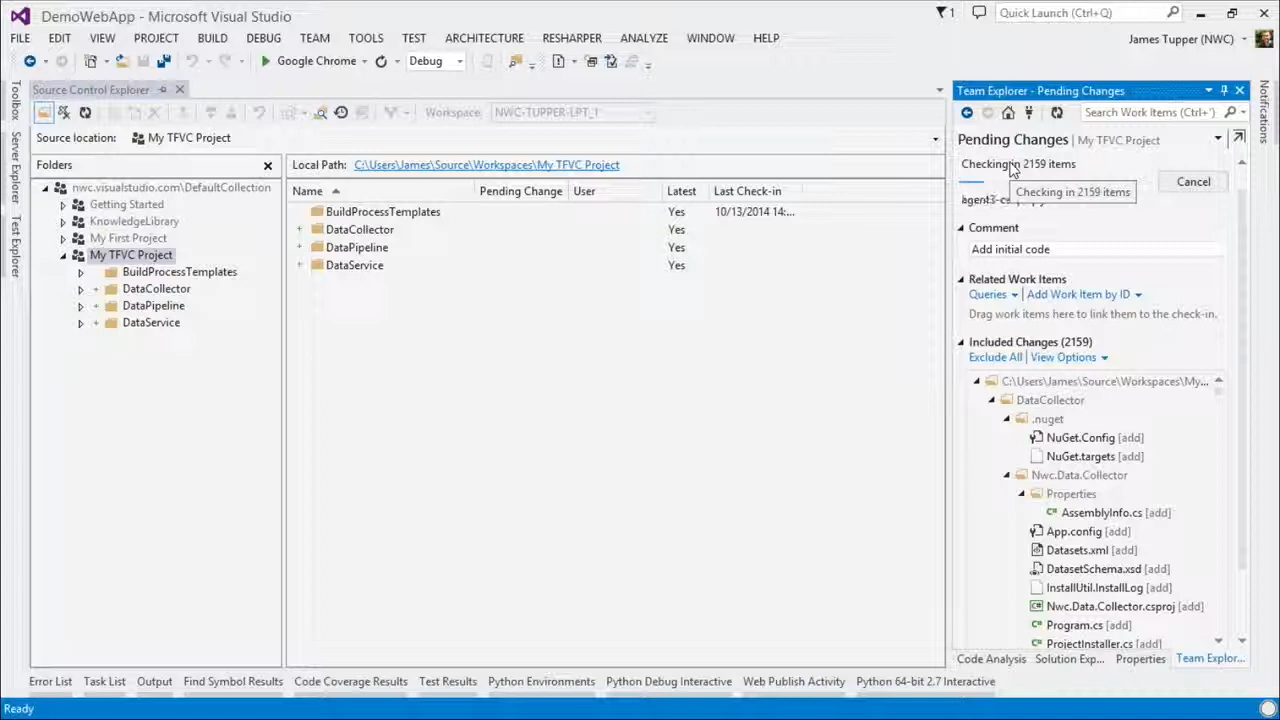 DemoWebApp - Microsoft Visual Studio
1
Quick Launch (Ctrl+Q)
FILE EDIT VIEW PROJECT BUILD DEBUG TEAM TOOLS TEST ARCHITECTURE RESHARPER ANALYZE WINDOW HELP
James Tupper (NWC)
Google Chrome
Debug
Toolbox
Server Explorer
Test Explorer
Source Control Explorer
Workspace: NWC-TUPPER-LPT_1
Source location: My TFVC Project
Folders
nwc.visualstudio.com\DefaultCollection
Getting Started
KnowledgeLibrary
My First Project
My TFVC Project
BuildProcessTemplates
DataCollector
DataPipeline
DataService
Local Path: C:\Users\James\Source\Workspaces\My TFVC Project
Name Pending Change User Latest Last Check-in
BuildProcessTemplates Yes 10/13/2014 14:...
DataCollector Yes
DataPipeline Yes
DataService Yes
Team Explorer - Pending Changes
Search Work Items (Ctrl+')
Pending Changes | My TFVC Project
Checking in 2159 items
Cancel
Checking in 2159 items
Comment
Add initial code
Related Work Items
Queries | Add Work Item by ID
Drag work items here to link them to the check-in.
Included Changes (2159)
Exclude All | View Options
C:\Users\James\Source\Workspaces\My...
DataCollector
.nuget
NuGet.Config [add]
NuGet.targets [add]
Nwc.Data.Collector
Properties
AssemblyInfo.cs [add]
App.config [add]
Datasets.xml [add]
DatasetSchema.xsd [add]
InstallUtil.InstallLog [add]
Nwc.Data.Collector.csproj [add]
Program.cs [add]
ProjectInstaller.cs [add]
Code Analysis Solution Exp... Properties Team Explor...
Notifications
Error List Task List Output Find Symbol Results Code Coverage Results Test Results Python Environments Python Debug Interactive Web Publish Activity Python 64-bit 2.7 Interactive
Ready